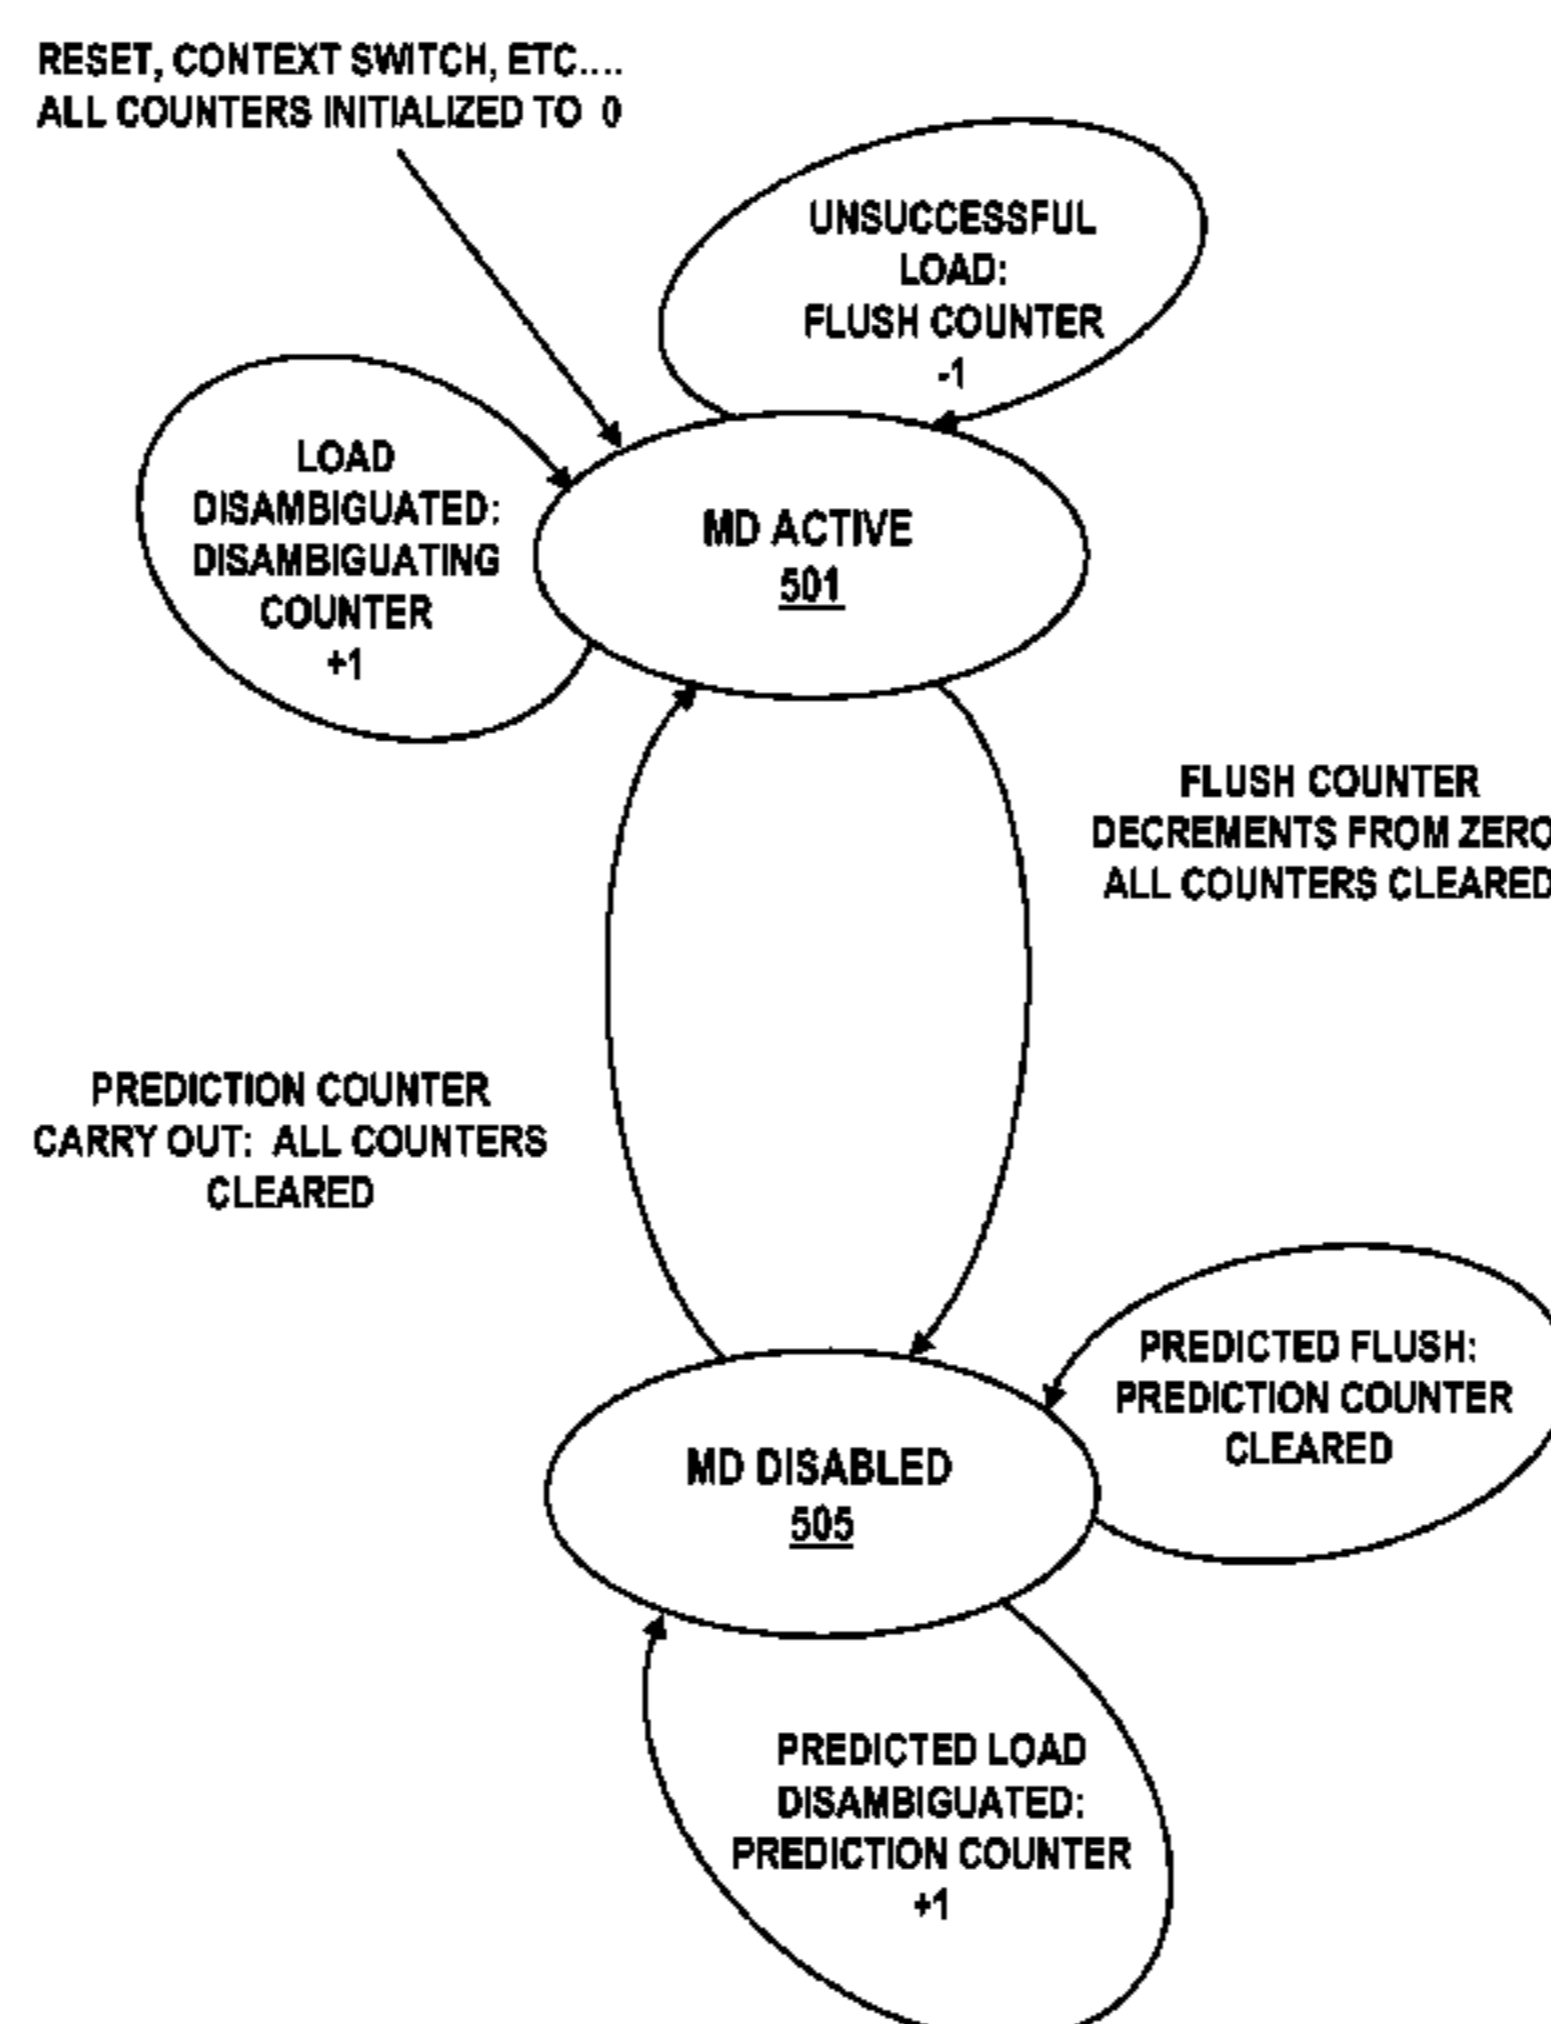 RESET, CONTEXT SWITCH, ETC....
ALL COUNTERS INITIALIZED TO 0
UNSUCCESSFUL
LOAD:
FLUSH COUNTER
-1
LOAD
DISAMBIGUATED:
DISAMBIGUATING
COUNTER
+1
MD ACTIVE
501
FLUSH COUNTER
DECREMENTS FROM ZERO
ALL COUNTERS CLEARED
PREDICTION COUNTER
CARRY OUT: ALL COUNTERS
CLEARED
PREDICTED FLUSH:
PREDICTION COUNTER
CLEARED
MD DISABLED
505
PREDICTED LOAD
DISAMBIGUATED:
PREDICTION COUNTER
+1